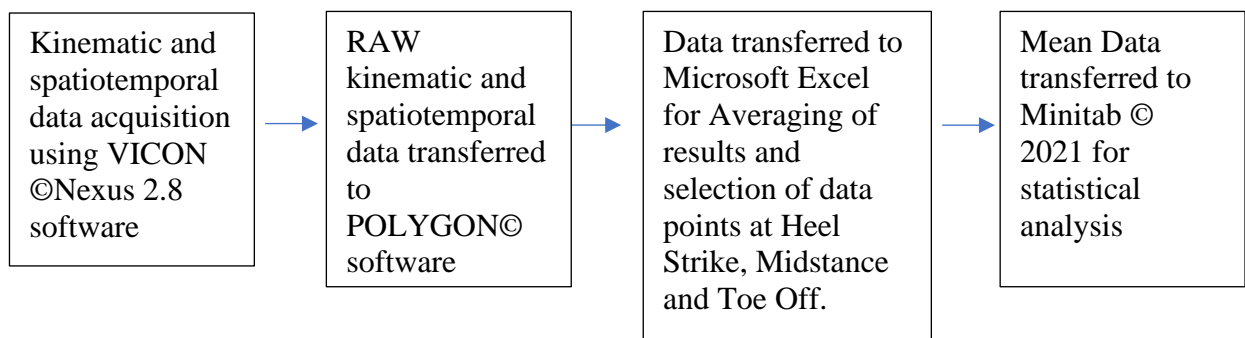 Kinematic and
spatiotemporal
data acquisition
using VICON
©Nexus 2.8
software
RAW
kinematic and
spatiotemporal
data transferred
to
POLYGON©
software
Data transferred to
Microsoft Excel
for Averaging of
results and
selection of data
points at Heel
Strike, Midstance
and Toe Off.
Mean Data
transferred to
Minitab ©
2021 for
statistical
analysis